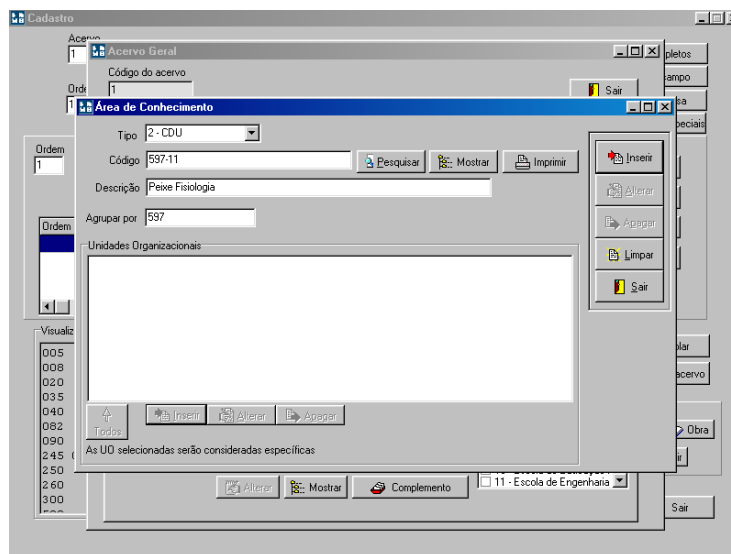 Cadastro
Acervo
1
pletos
Acervo Geral
Código do acervo
1
Sair
campo
Orde
1
sa
peciais
Área de Conhecimento
Tipo 2 - CDU
Código 597-11 Pesquisar Mostrar Imprimir
Descrição Peixe Fisiologia
Agrupar por 597
Inserir
Alterar
Apagar
Limpar
Sair
Ordem
1
Ordem
Unidades Organizacionais
Inserir Alterar Apagar
Todos
As UO selecionadas serão consideradas específicas
Visualiz
005
008
020
035
040
082
090
245
250
260
300
olar
acervo
Obra
ir
Alterar Mostrar Complemento
11 - Escola de Engenharia
Sair